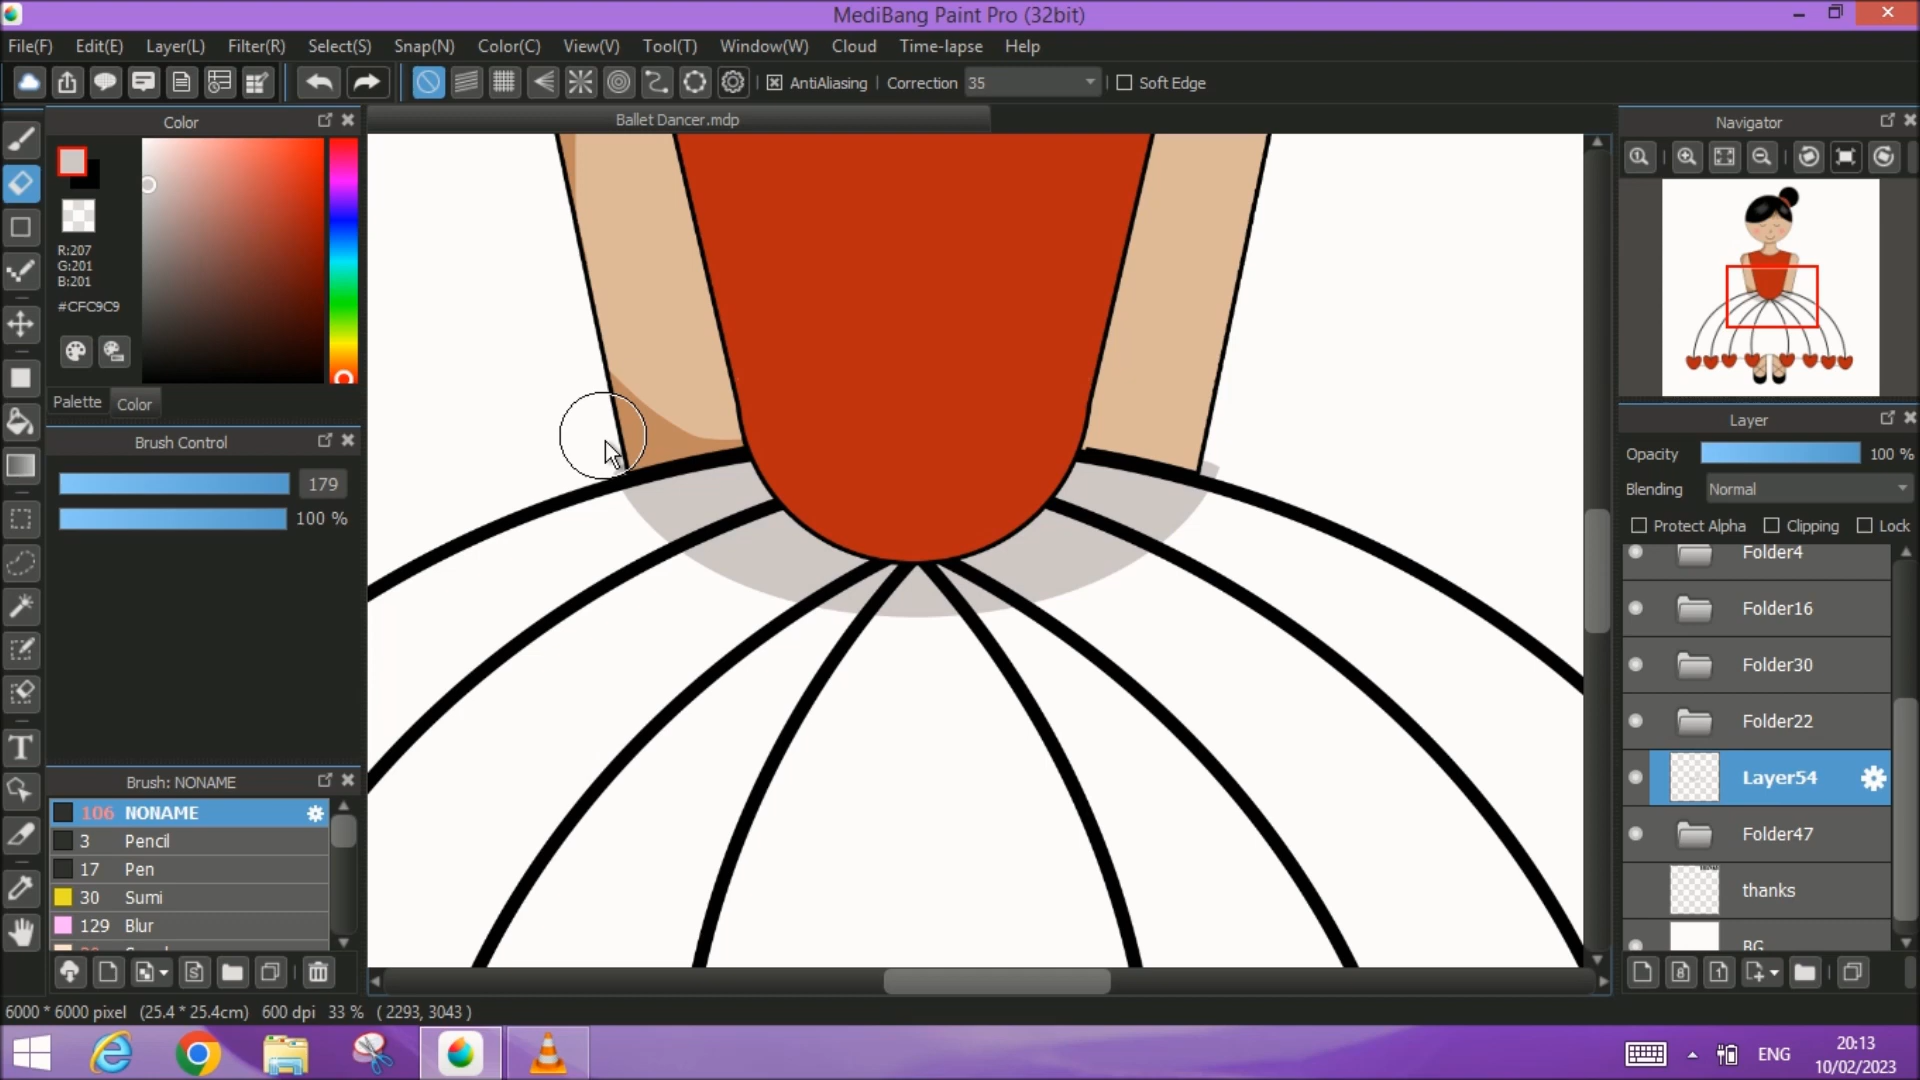 MediBang Paint Pro (32bit)
File(F) Edit(E) Layer(L) Filter(R) Select(S) Snap(N) Color(C) View(V) Tool(T) Window(W) Cloud Time-lapse Help
AntiAliasing Correction 35 Soft Edge
Color
Ballet Dancer.mdp
Navigator
R:207
G:201
B:201
#CFC9C9
Palette Color
Brush Control
179
100 %
Brush: NONAME
106 NONAME
3 Pencil
17 Pen
30 Sumi
129 Blur
Layer
Opacity 100 %
Blending Normal
Protect Alpha Clipping Lock
Folder4
Folder16
Folder30
Folder22
Layer54
Folder47
thanks
BG
6000 * 6000 pixel (25.4 * 25.4cm) 600 dpi 33 % ( 2293, 3043 )
ENG
20:13
10/02/2023